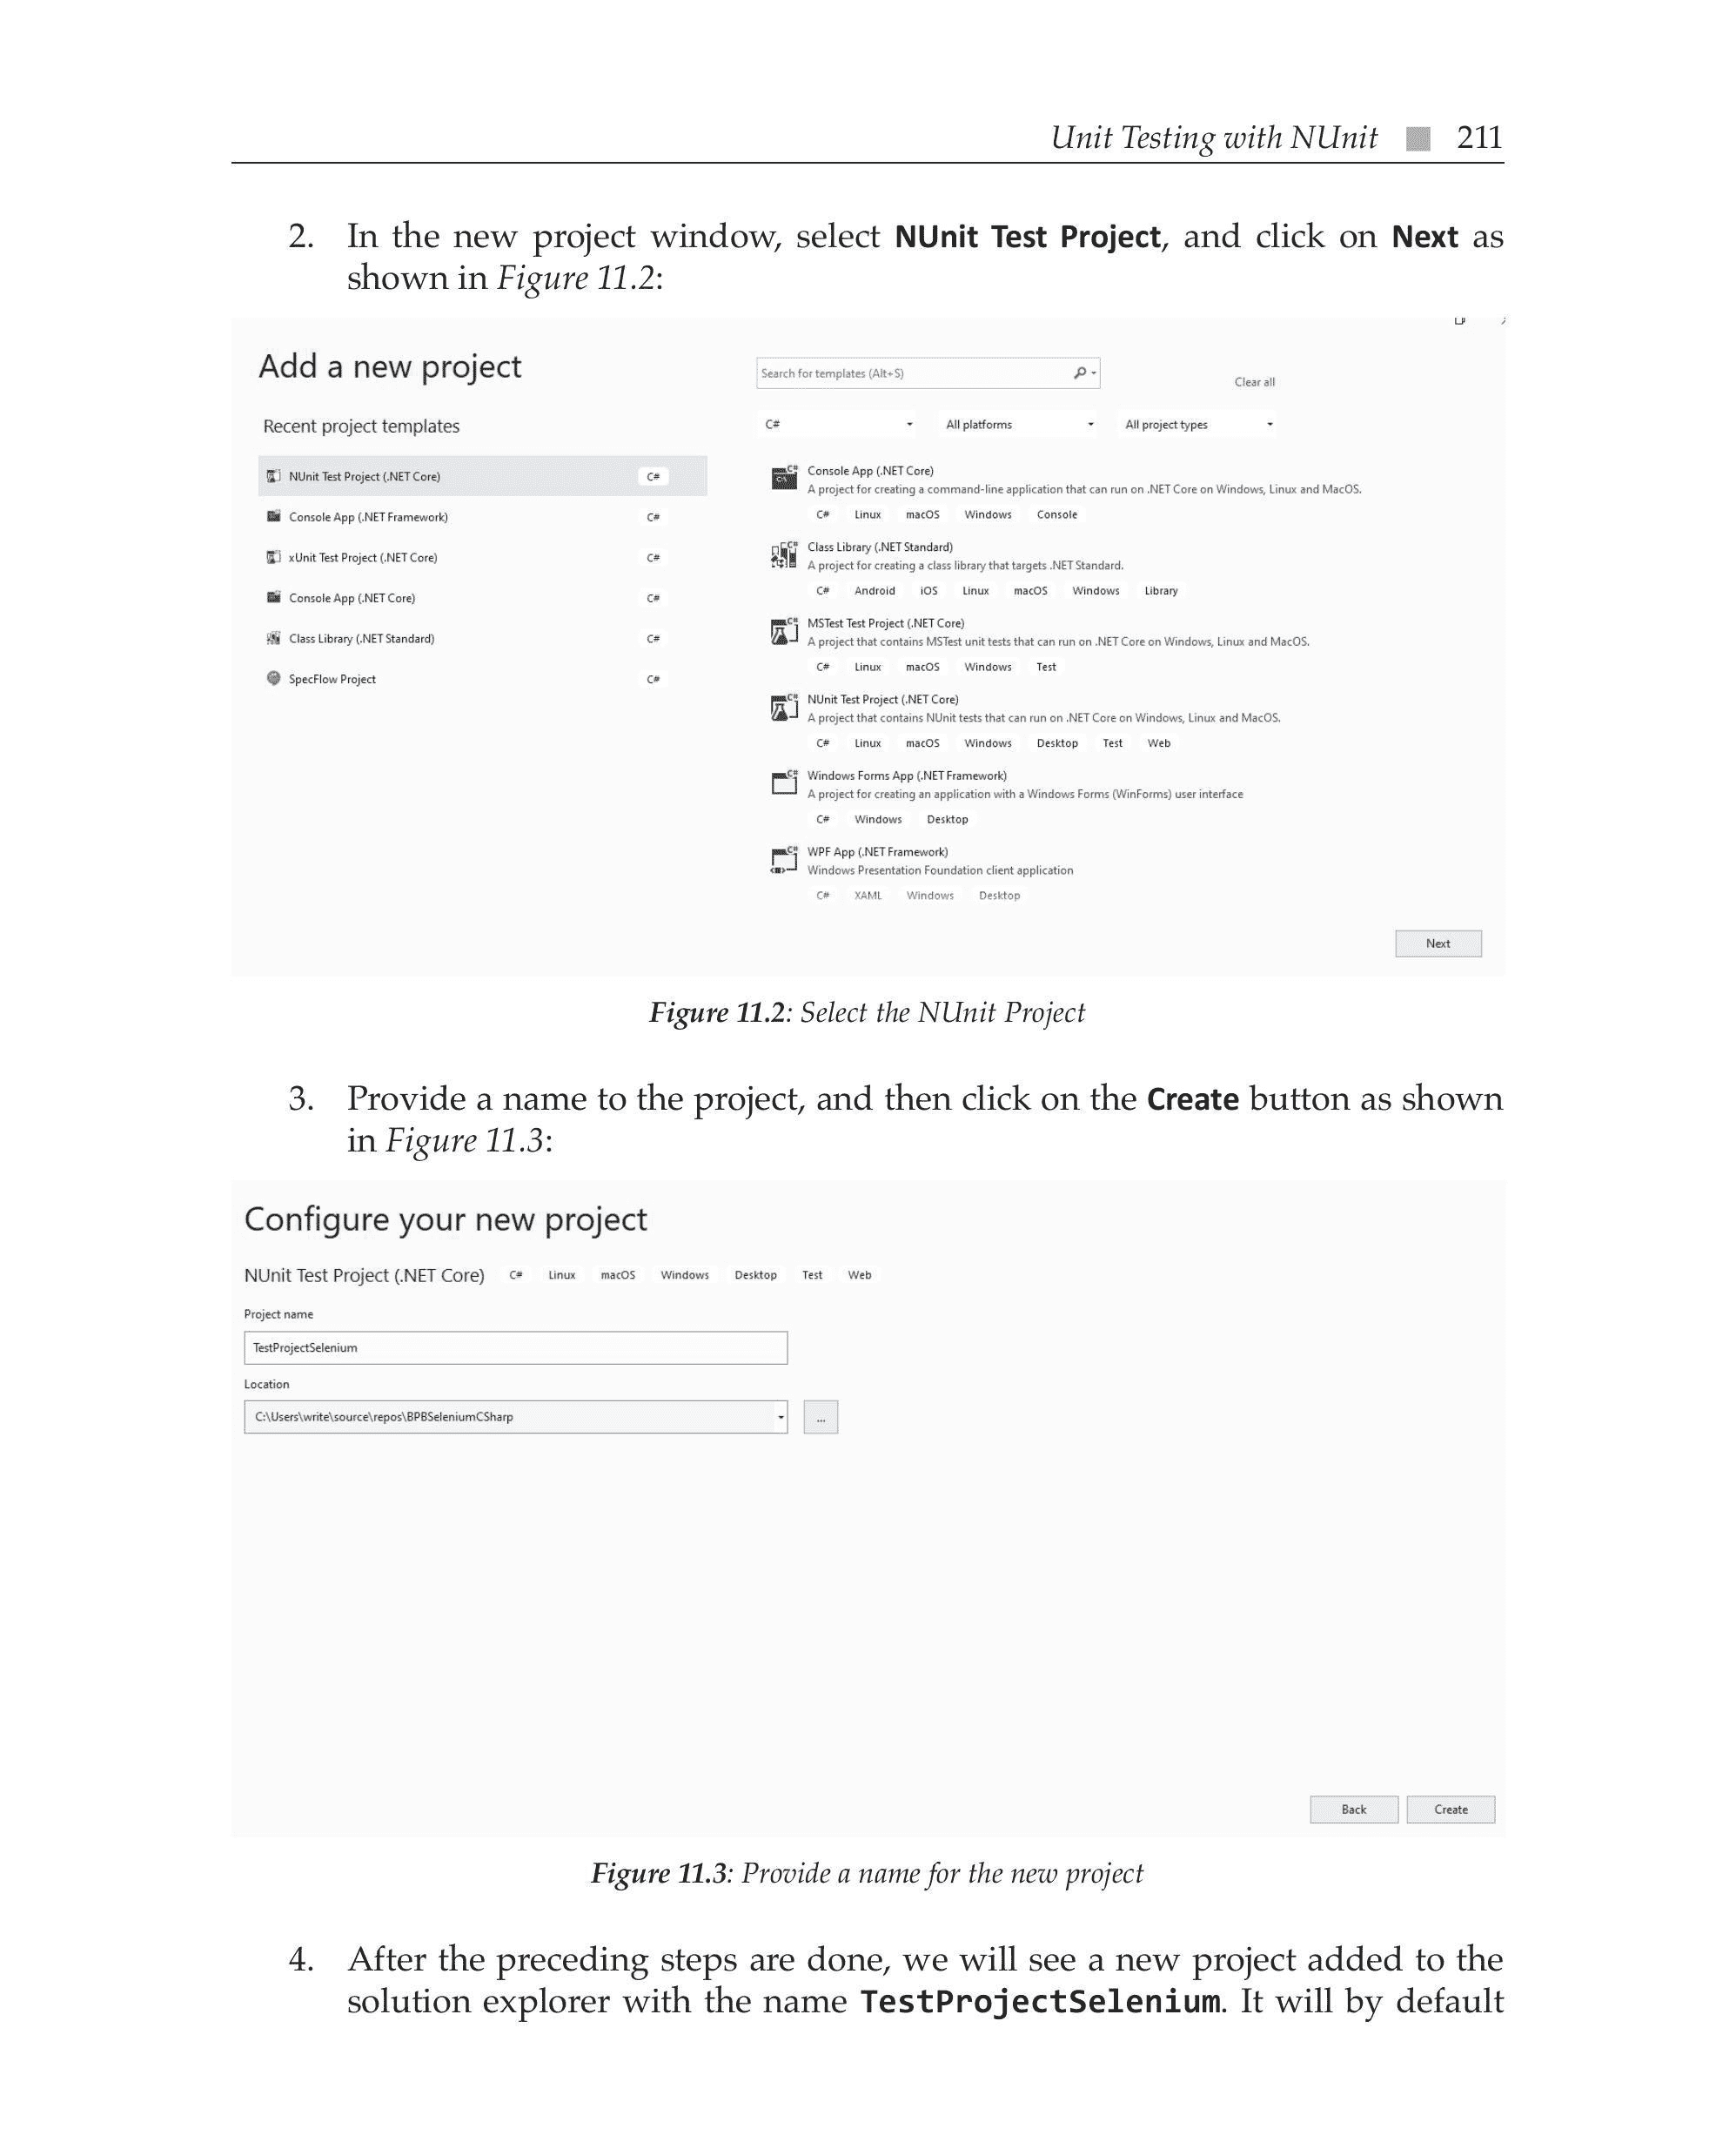 Unit Testing with NUnit 211
2. In the new project window, select NUnit Test Project, and click on Next as
shown in Figure 11.2:
Add a new project
Search for templates (Alt+S)
Clear all
Recent project templates
C# All platforms All project types
NUnit Test Project (.NET Core) C#
Console App (.NET Framework) C#
xUnit Test Project (.NET Core) C#
Console App (.NET Core) C#
Class Library (.NET Standard) C#
SpecFlow Project C#
Console App (.NET Core)
A project for creating a command-line application that can run on .NET Core on Windows, Linux and MacOS.
C# Linux macOS Windows Console
Class Library (.NET Standard)
A project for creating a class library that targets .NET Standard.
C# Android iOS Linux macOS Windows Library
MSTest Test Project (.NET Core)
A project that contains MSTest unit tests that can run on .NET Core on Windows, Linux and MacOS.
C# Linux macOS Windows Test
NUnit Test Project (.NET Core)
A project that contains NUnit tests that can run on .NET Core on Windows, Linux and MacOS.
C# Linux macOS Windows Desktop Test Web
Windows Forms App (.NET Framework)
A project for creating an application with a Windows Forms (WinForms) user interface
C# Windows Desktop
WPF App (.NET Framework)
Windows Presentation Foundation client application
C# XAML Windows Desktop
Next
Figure 11.2: Select the NUnit Project
3. Provide a name to the project, and then click on the Create button as shown
in Figure 11.3:
Configure your new project
NUnit Test Project (.NET Core) C# Linux macOS Windows Desktop Test Web
Project name
TestProjectSelenium
Location
C:\Users\write\source\repos\BPBSeleniumCSharp ...
Back Create
Figure 11.3: Provide a name for the new project
4. After the preceding steps are done, we will see a new project added to the
solution explorer with the name TestProjectSelenium. It will by default